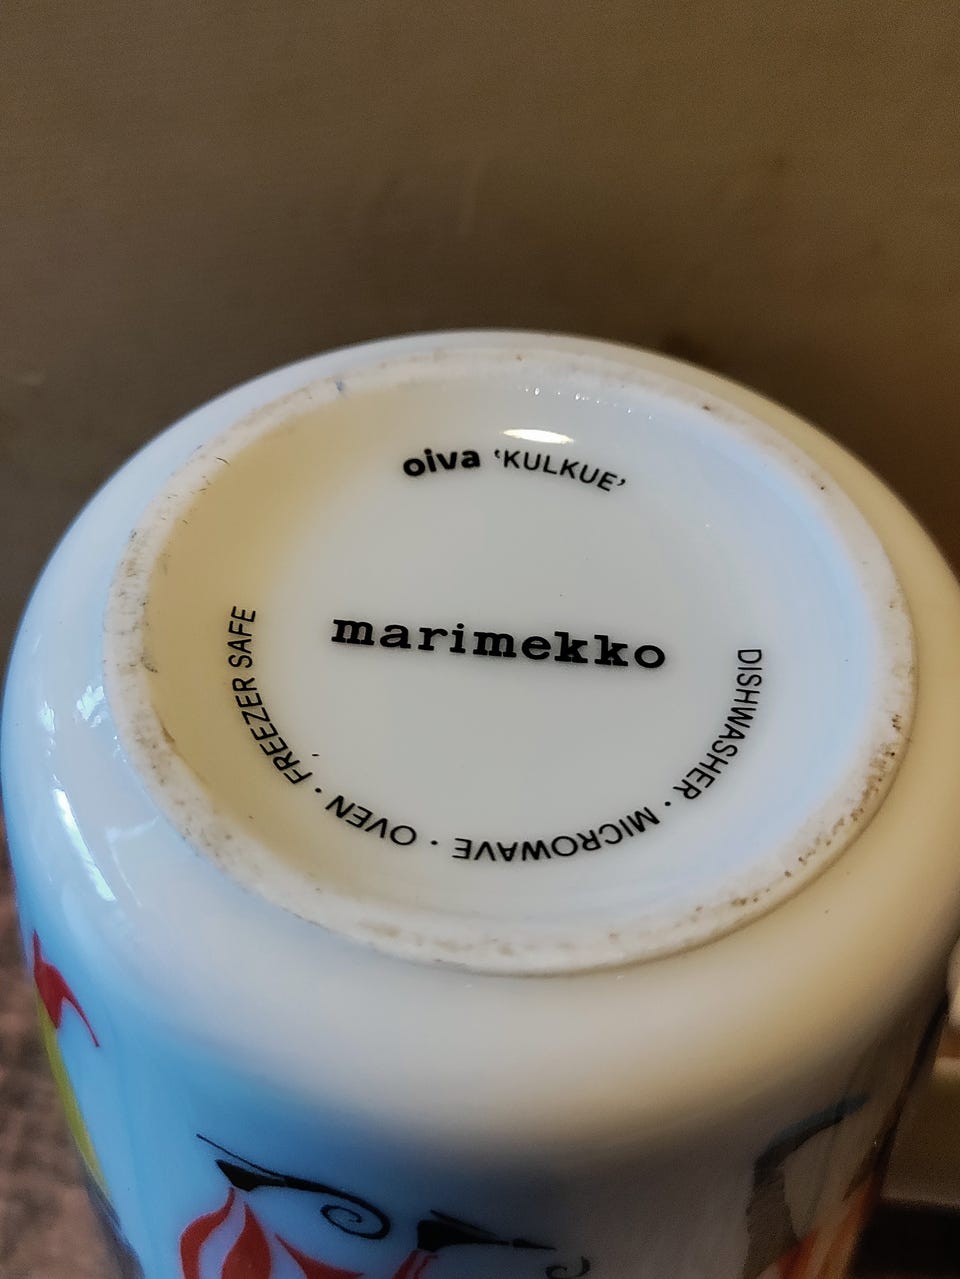 oiva ‘KULKUE’
marimekko
DISHWASHER · MICROWAVE · OVEN · FREEZER SAFE